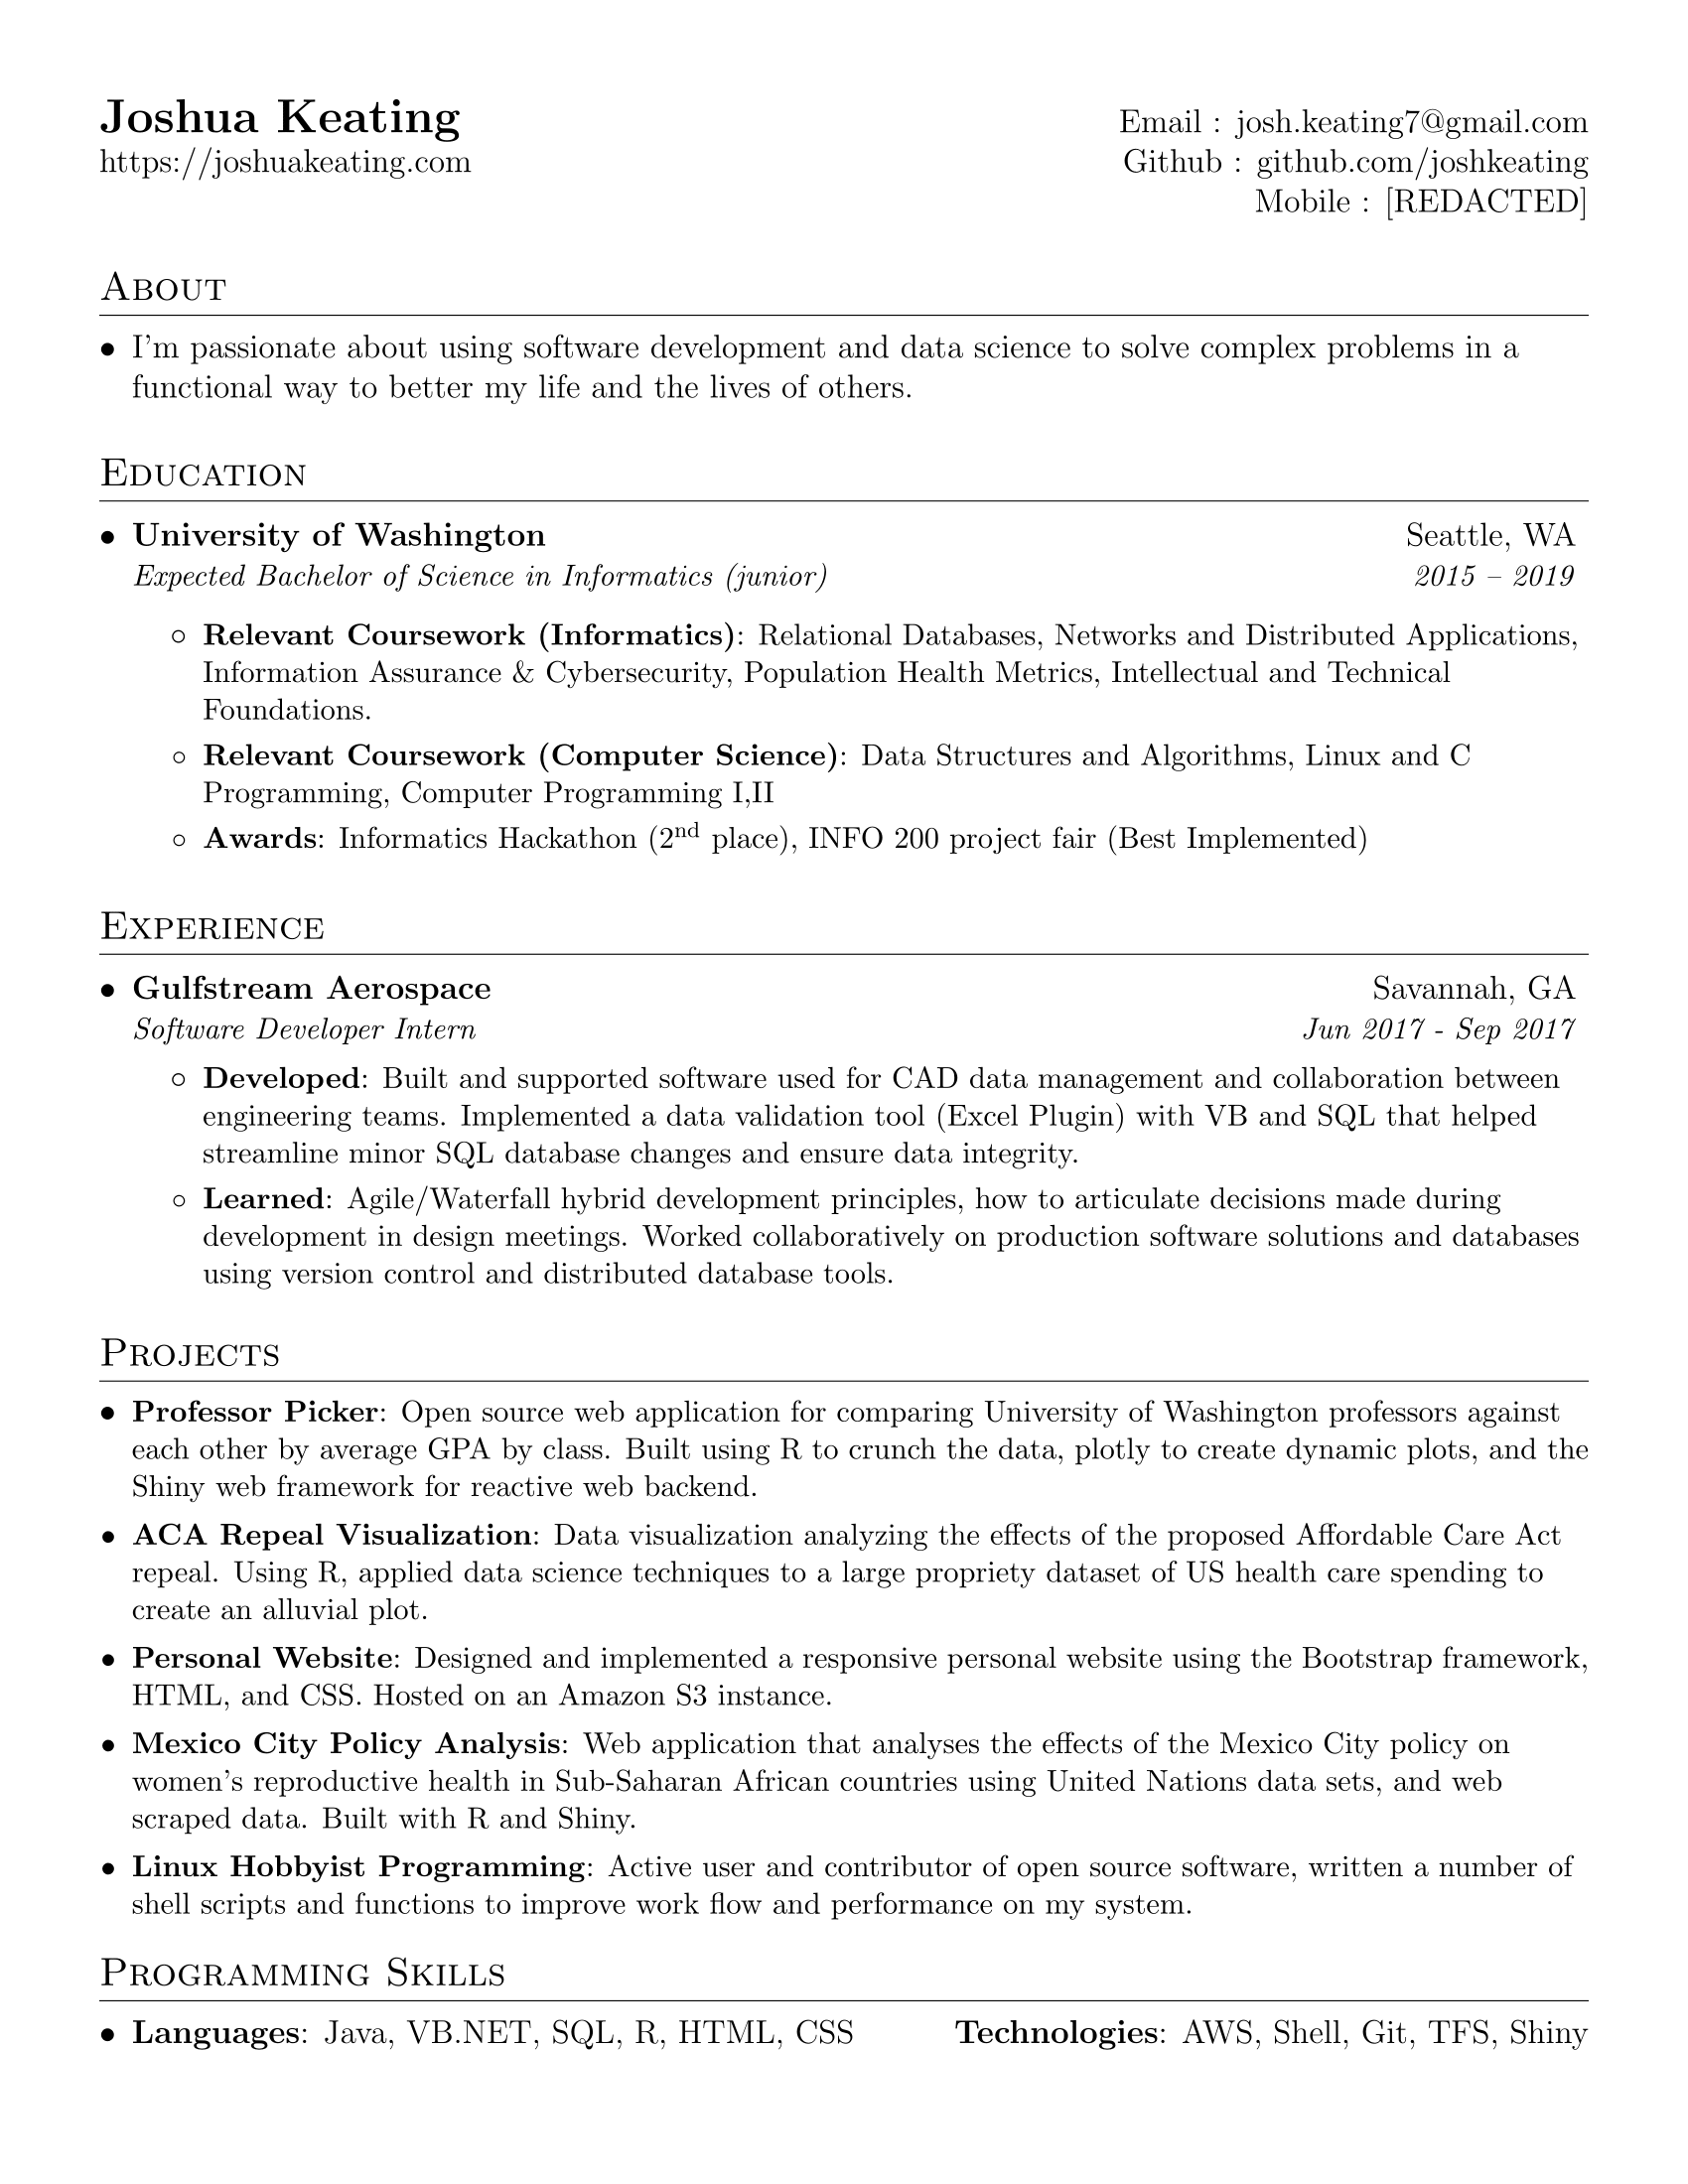 Joshua Keating
Email : josh.keating7@gmail.com
https://joshuakeating.com
Github : github.com/joshkeating
Mobile : [REDACTED]
About
• I'm passionate about using software development and data science to solve complex problems in a
functional way to better my life and the lives of others.
Education
• University of Washington Seattle, WA
Expected Bachelor of Science in Informatics (junior) 2015 – 2019
◦ Relevant Coursework (Informatics): Relational Databases, Networks and Distributed Applications,
Information Assurance & Cybersecurity, Population Health Metrics, Intellectual and Technical
Foundations.
◦ Relevant Coursework (Computer Science): Data Structures and Algorithms, Linux and C
Programming, Computer Programming I,II
◦ Awards: Informatics Hackathon (2nd place), INFO 200 project fair (Best Implemented)
Experience
• Gulfstream Aerospace Savannah, GA
Software Developer Intern Jun 2017 - Sep 2017
◦ Developed: Built and supported software used for CAD data management and collaboration between
engineering teams. Implemented a data validation tool (Excel Plugin) with VB and SQL that helped
streamline minor SQL database changes and ensure data integrity.
◦ Learned: Agile/Waterfall hybrid development principles, how to articulate decisions made during
development in design meetings. Worked collaboratively on production software solutions and databases
using version control and distributed database tools.
Projects
• Professor Picker: Open source web application for comparing University of Washington professors against
each other by average GPA by class. Built using R to crunch the data, plotly to create dynamic plots, and the
Shiny web framework for reactive web backend.
• ACA Repeal Visualization: Data visualization analyzing the effects of the proposed Affordable Care Act
repeal. Using R, applied data science techniques to a large propriety dataset of US health care spending to
create an alluvial plot.
• Personal Website: Designed and implemented a responsive personal website using the Bootstrap framework,
HTML, and CSS. Hosted on an Amazon S3 instance.
• Mexico City Policy Analysis: Web application that analyses the effects of the Mexico City policy on
women's reproductive health in Sub-Saharan African countries using United Nations data sets, and web
scraped data. Built with R and Shiny.
• Linux Hobbyist Programming: Active user and contributor of open source software, written a number of
shell scripts and functions to improve work flow and performance on my system.
Programming Skills
• Languages: Java, VB.NET, SQL, R, HTML, CSS Technologies: AWS, Shell, Git, TFS, Shiny